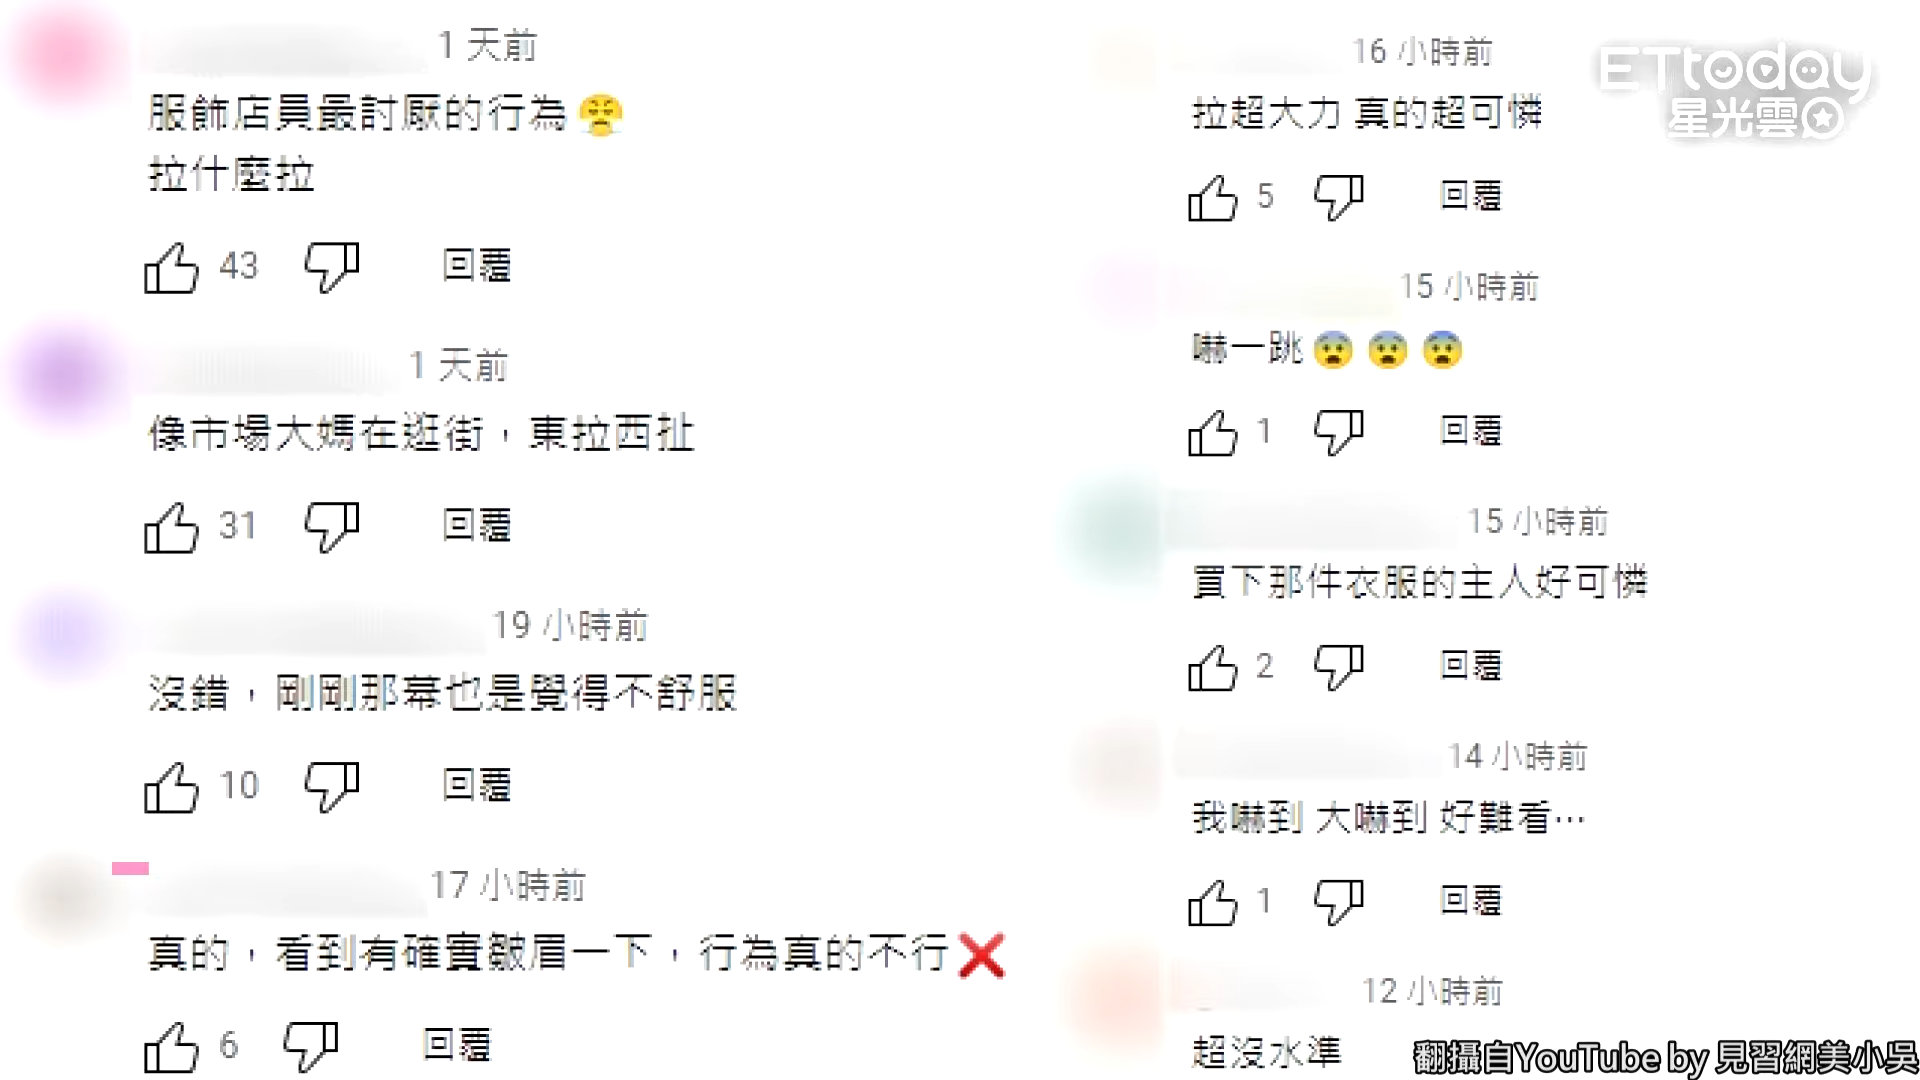 1 天前
服飾店員最討厭的行為😤
拉什麼拉
43 回覆
1 天前
像市場大媽在逛街，東拉西扯
31 回覆
19 小時前
沒錯，剛剛那幕也是覺得不舒服
10 回覆
17 小時前
真的，看到有確實皺眉一下，行為真的不行❌
6 回覆
ETtoday
星光雲
16 小時前
拉超大力 真的超可憐
5 回覆
15 小時前
嚇一跳😨😨😨
1 回覆
15 小時前
買下那件衣服的主人好可憐
2 回覆
14 小時前
我嚇到 大嚇到 好難看…
1 回覆
12 小時前
超沒水準
翻攝自YouTube by 見習網美小吳